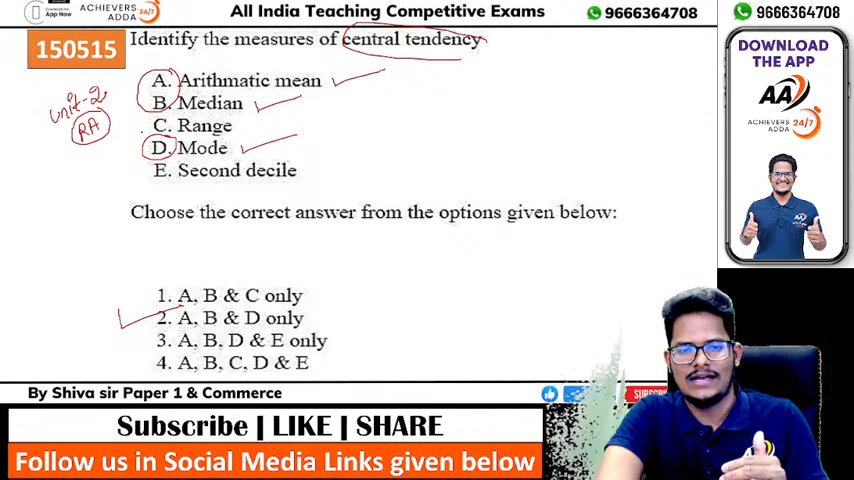 Download
App Now
ACHIEVERS
ADDA
24/7
All India Teaching Competitive Exams
9666364708
9666364708
150515
Identify the measures of central tendency
A. Arithmatic mean
B. Median
C. Range
D. Mode
E. Second decile
unit-2
RA
Choose the correct answer from the options given below:
1. A, B & C only
2. A, B & D only
3. A, B, D & E only
4. A, B, C, D & E
DOWNLOAD
THE APP
AA
ACHIEVERS
ADDA
24/7
AA
By Shiva sir Paper 1 & Commerce
SUBSCRIB
Subscribe | LIKE | SHARE
Follow us in Social Media Links given below